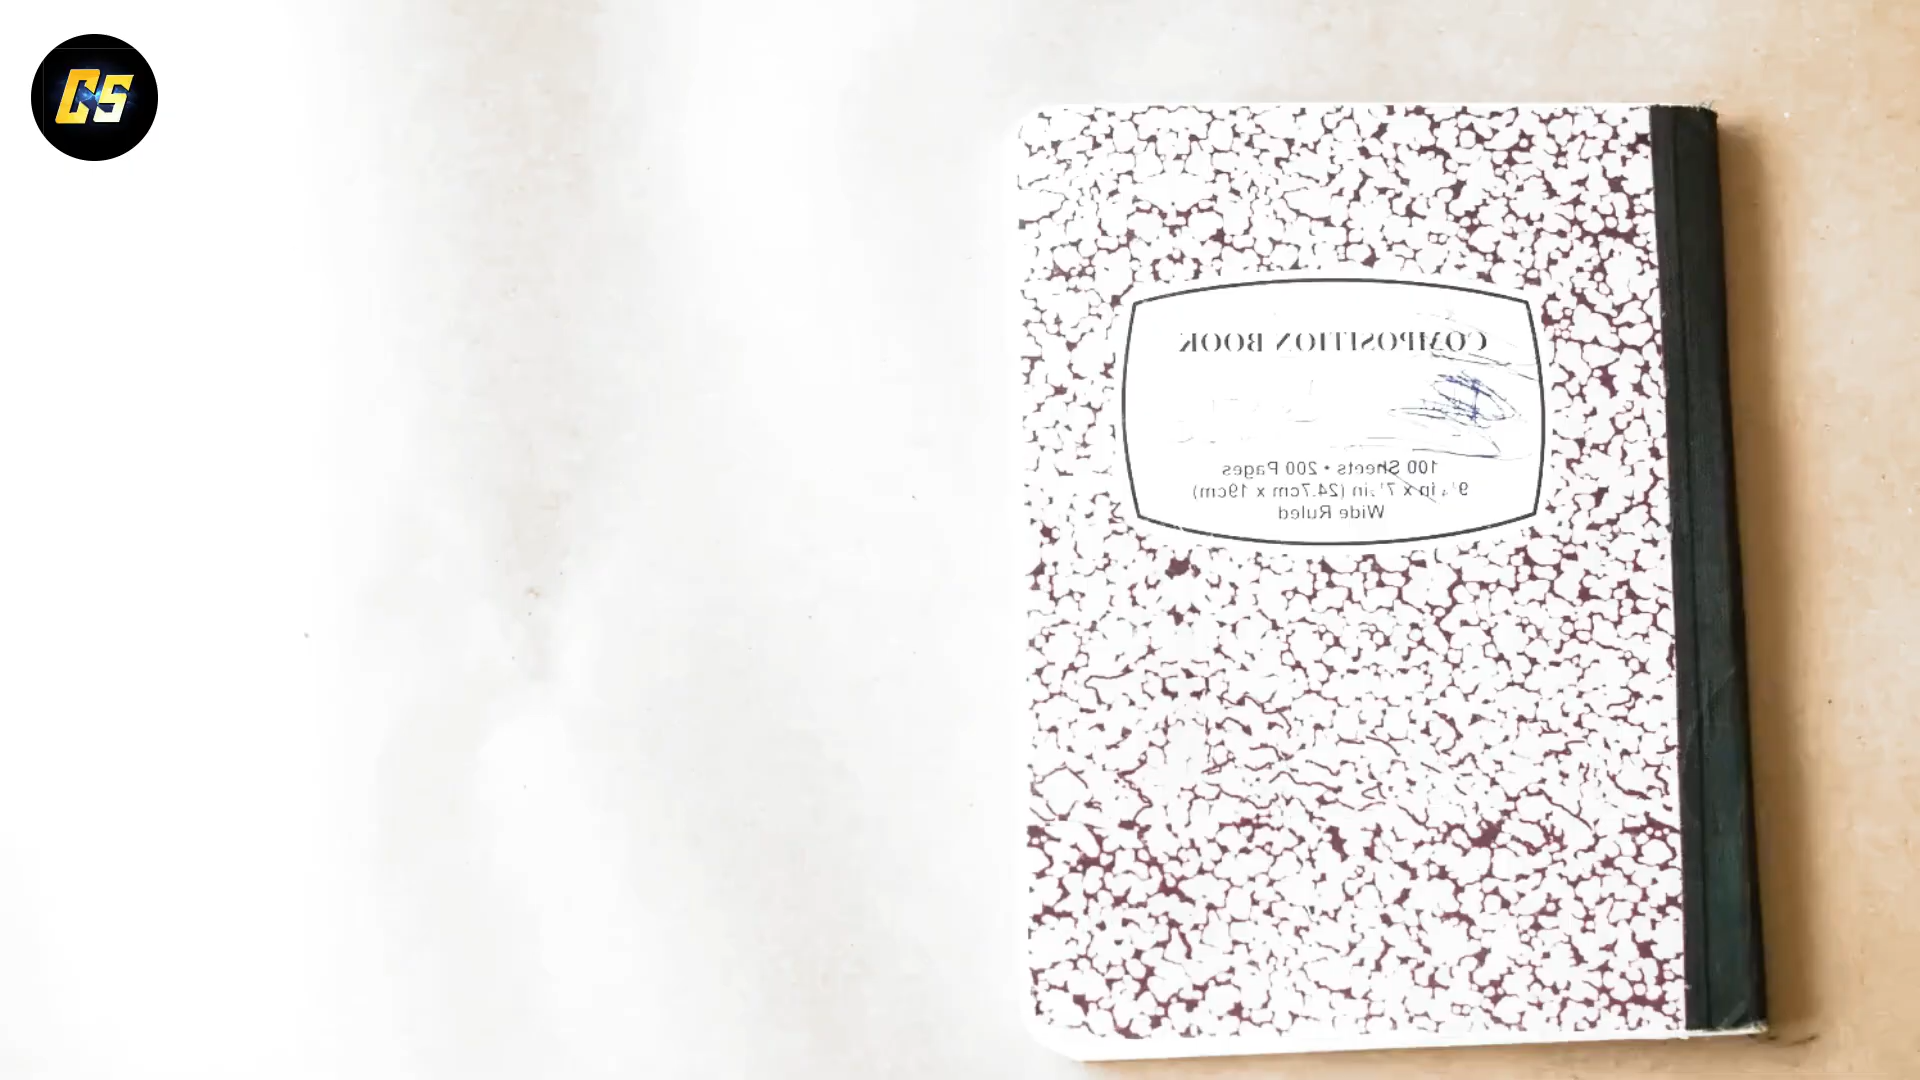 CS
COMPOSITION BOOK
100 Sheets • 200 Pages
9¾ in x 7½ in (24.7cm x 19cm)
Wide Ruled